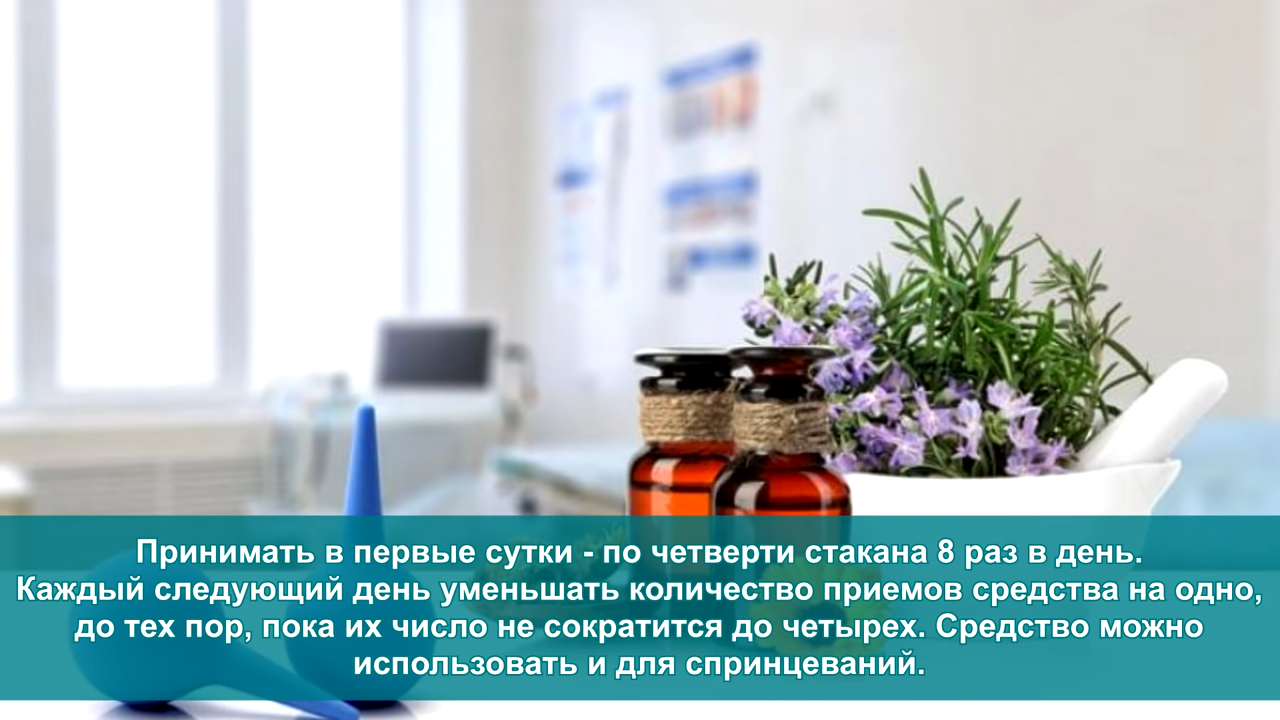 Принимать в первые сутки - по четверти стакана 8 раз в день.
Каждый следующий день уменьшать количество приемов средства на одно,
до тех пор, пока их число не сократится до четырех. Средство можно
использовать и для спринцеваний.